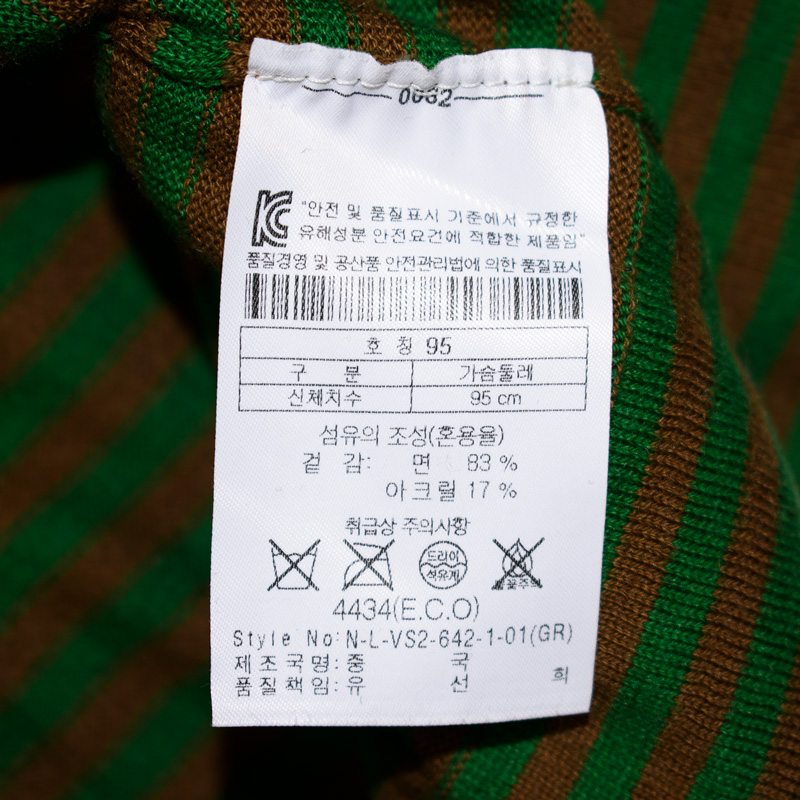 0062
"안전 및 품질표시 기준에서 규정한
유해성분 안전요건에 적합한 제품임"
품질경영 및 공산품 안전관리법에 의한 품질표시
호 칭 95
구 분 가슴둘레
신체치수 95 cm
섬유의 조성(혼용율)
겉 감: 면 83 %
아크릴 17 %
취급상 주의사항
드라이
석유계
4434(E.C.O)
Style No:N-L-VS2-642-1-01(GR)
제조국명:중 국
품질책임:유 선 희